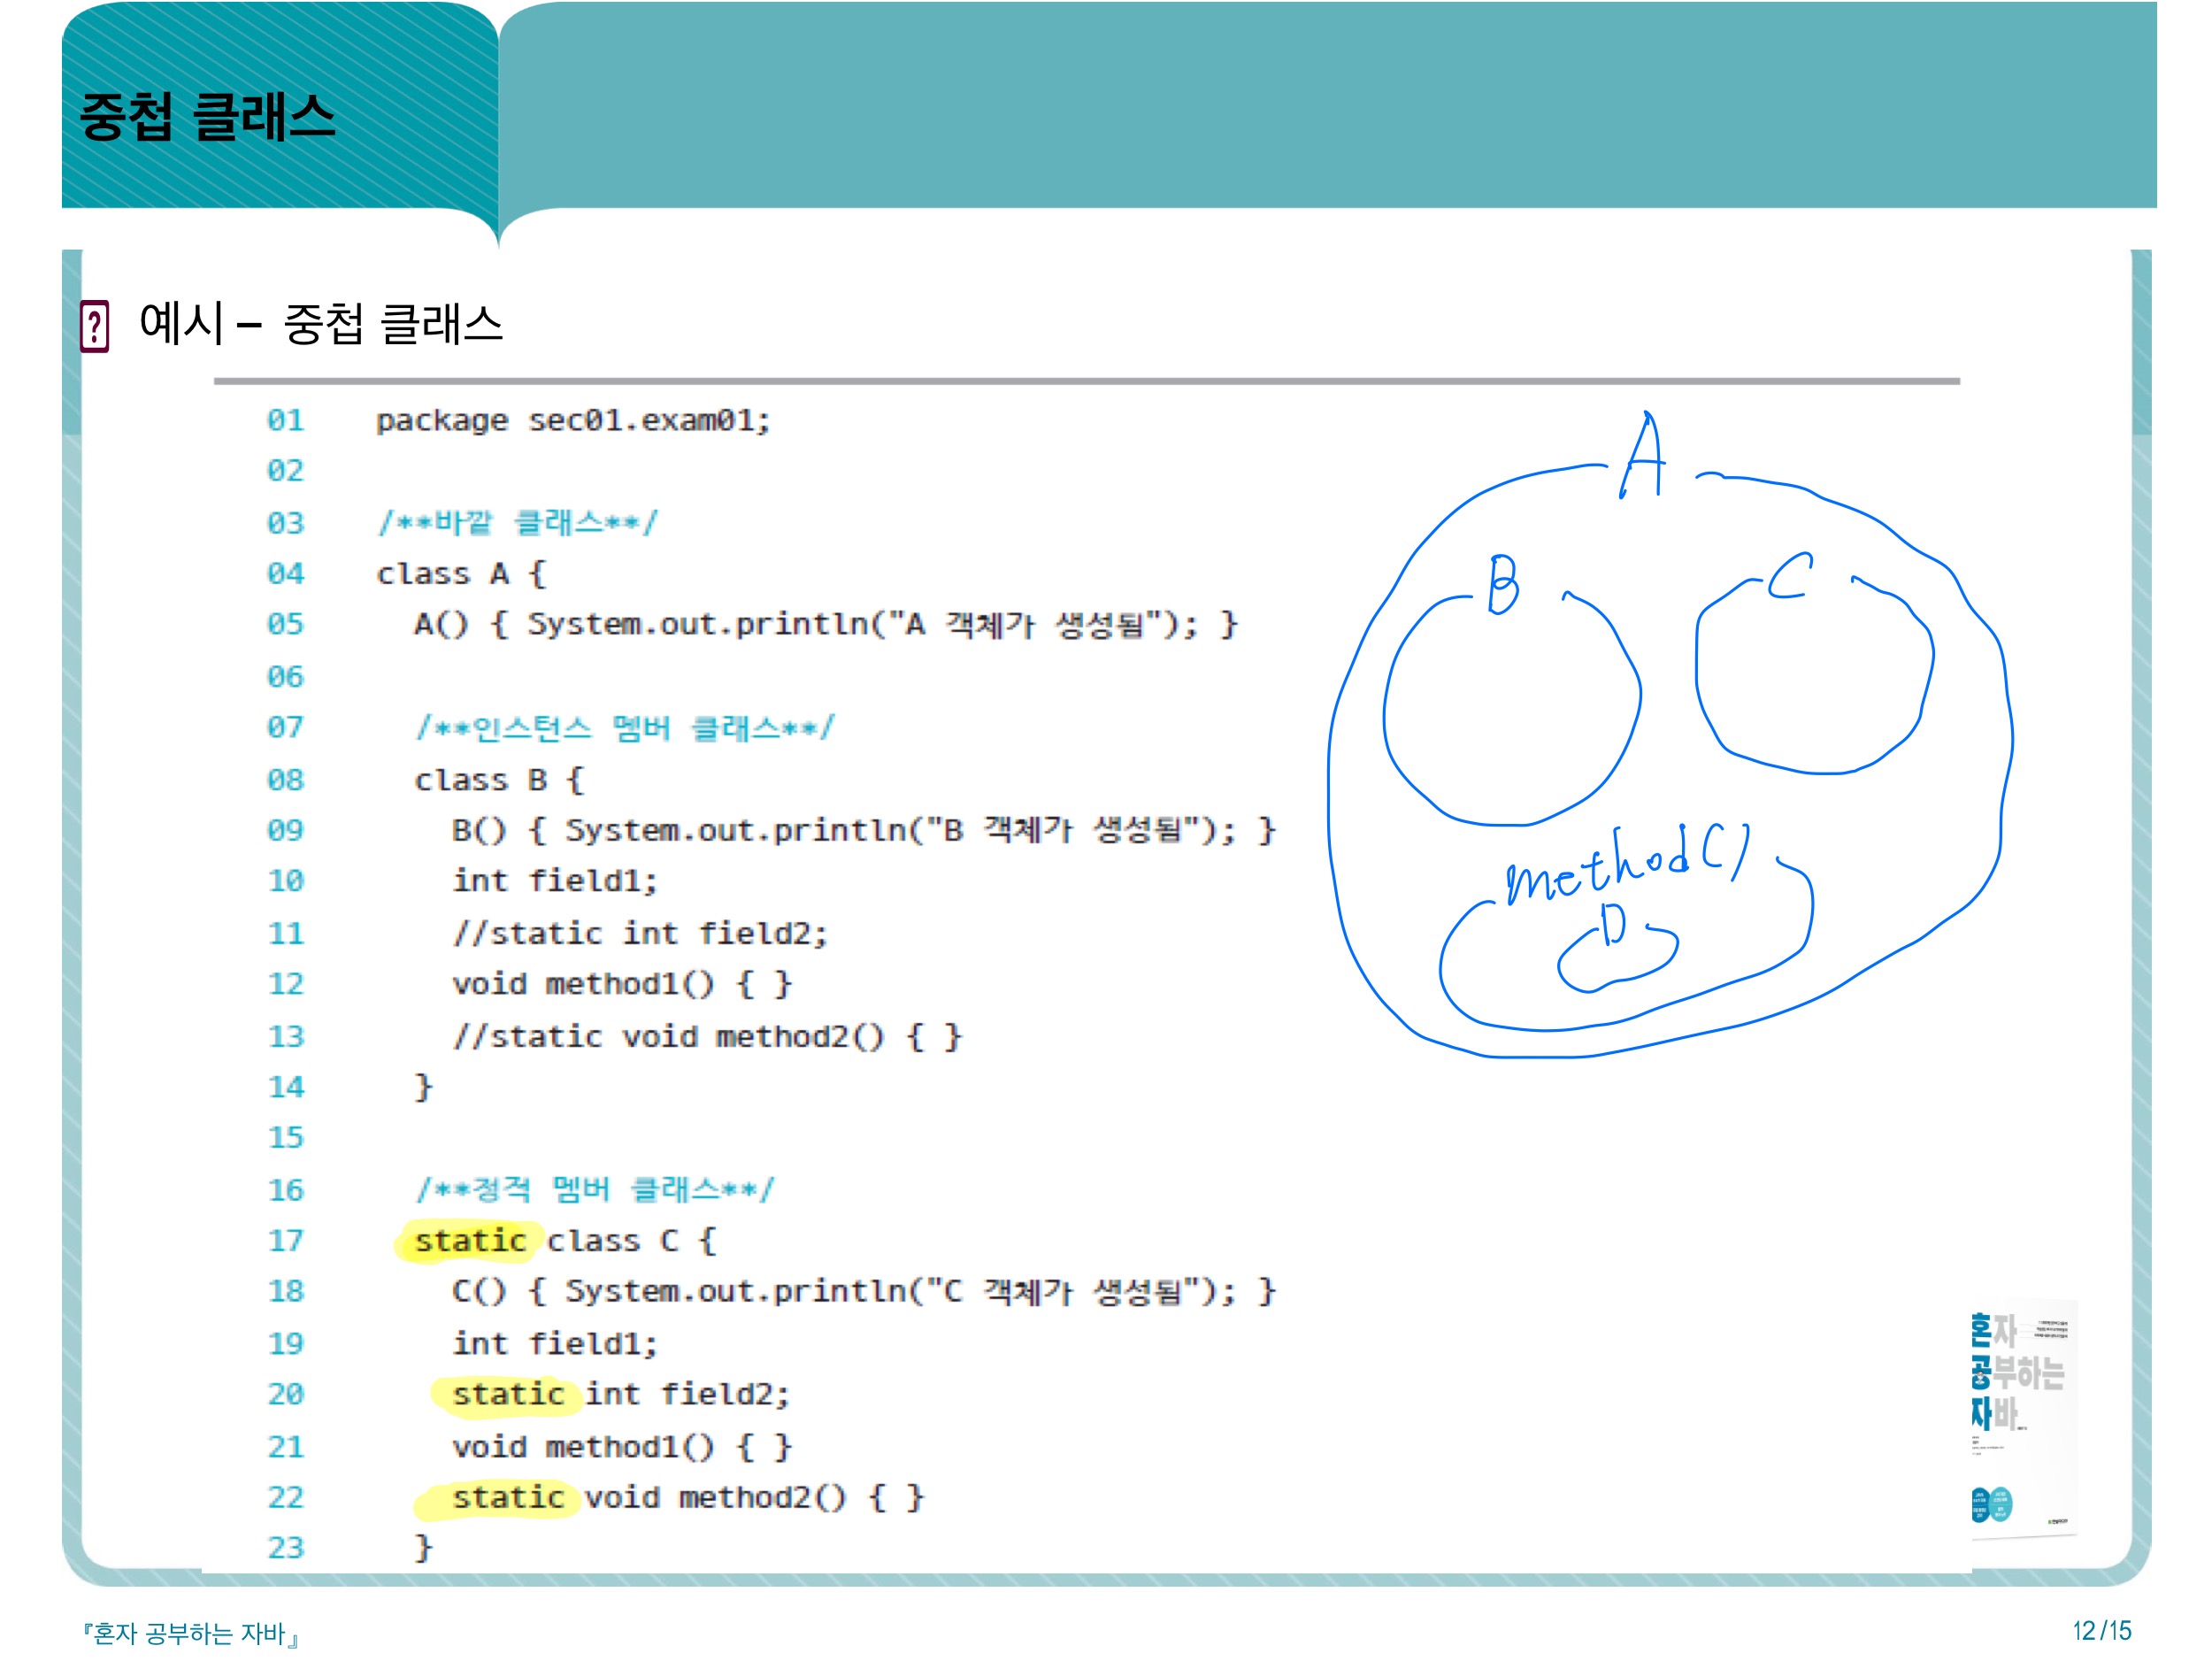 중첩 클래스
예시 – 중첩 클래스
01 package sec01.exam01;
02
03 /**바깥 클래스**/
04 class A {
05 A() { System.out.println("A 객체가 생성됨"); }
06
07 /**인스턴스 멤버 클래스**/
08 class B {
09 B() { System.out.println("B 객체가 생성됨"); }
10 int field1;
11 //static int field2;
12 void method1() { }
13 //static void method2() { }
14 }
15
16 /**정적 멤버 클래스**/
17 static class C {
18 C() { System.out.println("C 객체가 생성됨"); }
19 int field1;
20 static int field2;
21 void method1() { }
22 static void method2() { }
23 }
A
B
C
method()
D
혼자
공부하는
자바
『혼자 공부하는 자바』
12/15